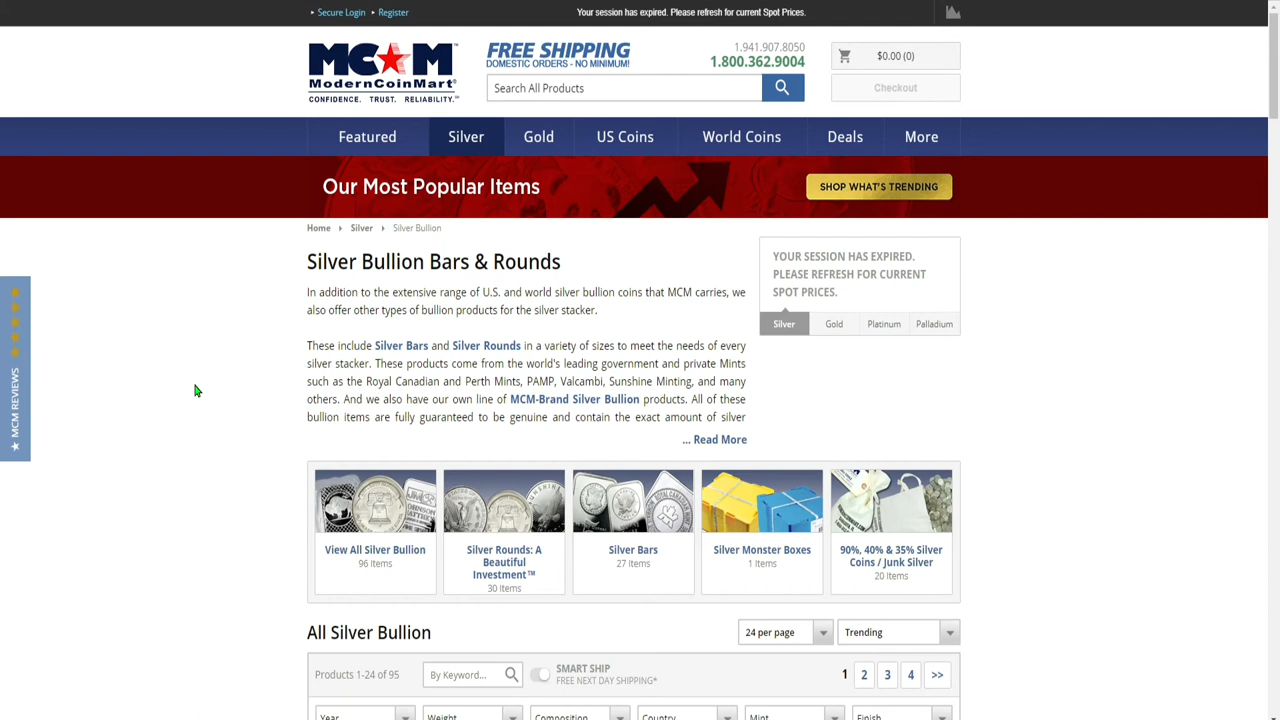 Secure Login
Register
Your session has expired. Please refresh for current Spot Prices.
MCM
ModernCoinMart
CONFIDENCE. TRUST. RELIABILITY.
FREE SHIPPING
DOMESTIC ORDERS - NO MINIMUM!
1.941.907.8050
1.800.362.9004
Search All Products
$0.00 (0)
Checkout
Featured
Silver
Gold
US Coins
World Coins
Deals
More
Our Most Popular Items
SHOP WHAT'S TRENDING
Home
Silver
Silver Bullion
Silver Bullion Bars & Rounds
In addition to the extensive range of U.S. and world silver bullion coins that MCM carries, we
also offer other types of bullion products for the silver stacker.
These include Silver Bars and Silver Rounds in a variety of sizes to meet the needs of every
silver stacker. These products come from the world's leading government and private Mints
such as the Royal Canadian and Perth Mints, PAMP, Valcambi, Sunshine Minting, and many
others. And we also have our own line of MCM-Brand Silver Bullion products. All of these
bullion items are fully guaranteed to be genuine and contain the exact amount of silver
... Read More
YOUR SESSION HAS EXPIRED.
PLEASE REFRESH FOR CURRENT
SPOT PRICES.
Silver
Gold
Platinum
Palladium
★ MCM REVIEWS
View All Silver Bullion
96 Items
Silver Rounds: A
Beautiful
Investment™
30 Items
Silver Bars
27 Items
Silver Monster Boxes
1 Items
90%, 40% & 35% Silver
Coins / Junk Silver
20 Items
All Silver Bullion
24 per page
Trending
Products 1-24 of 95
By Keyword...
SMART SHIP
FREE NEXT DAY SHIPPING*
1
2
3
4
>>
Year
Weight
Composition
Country
Mint
Finish